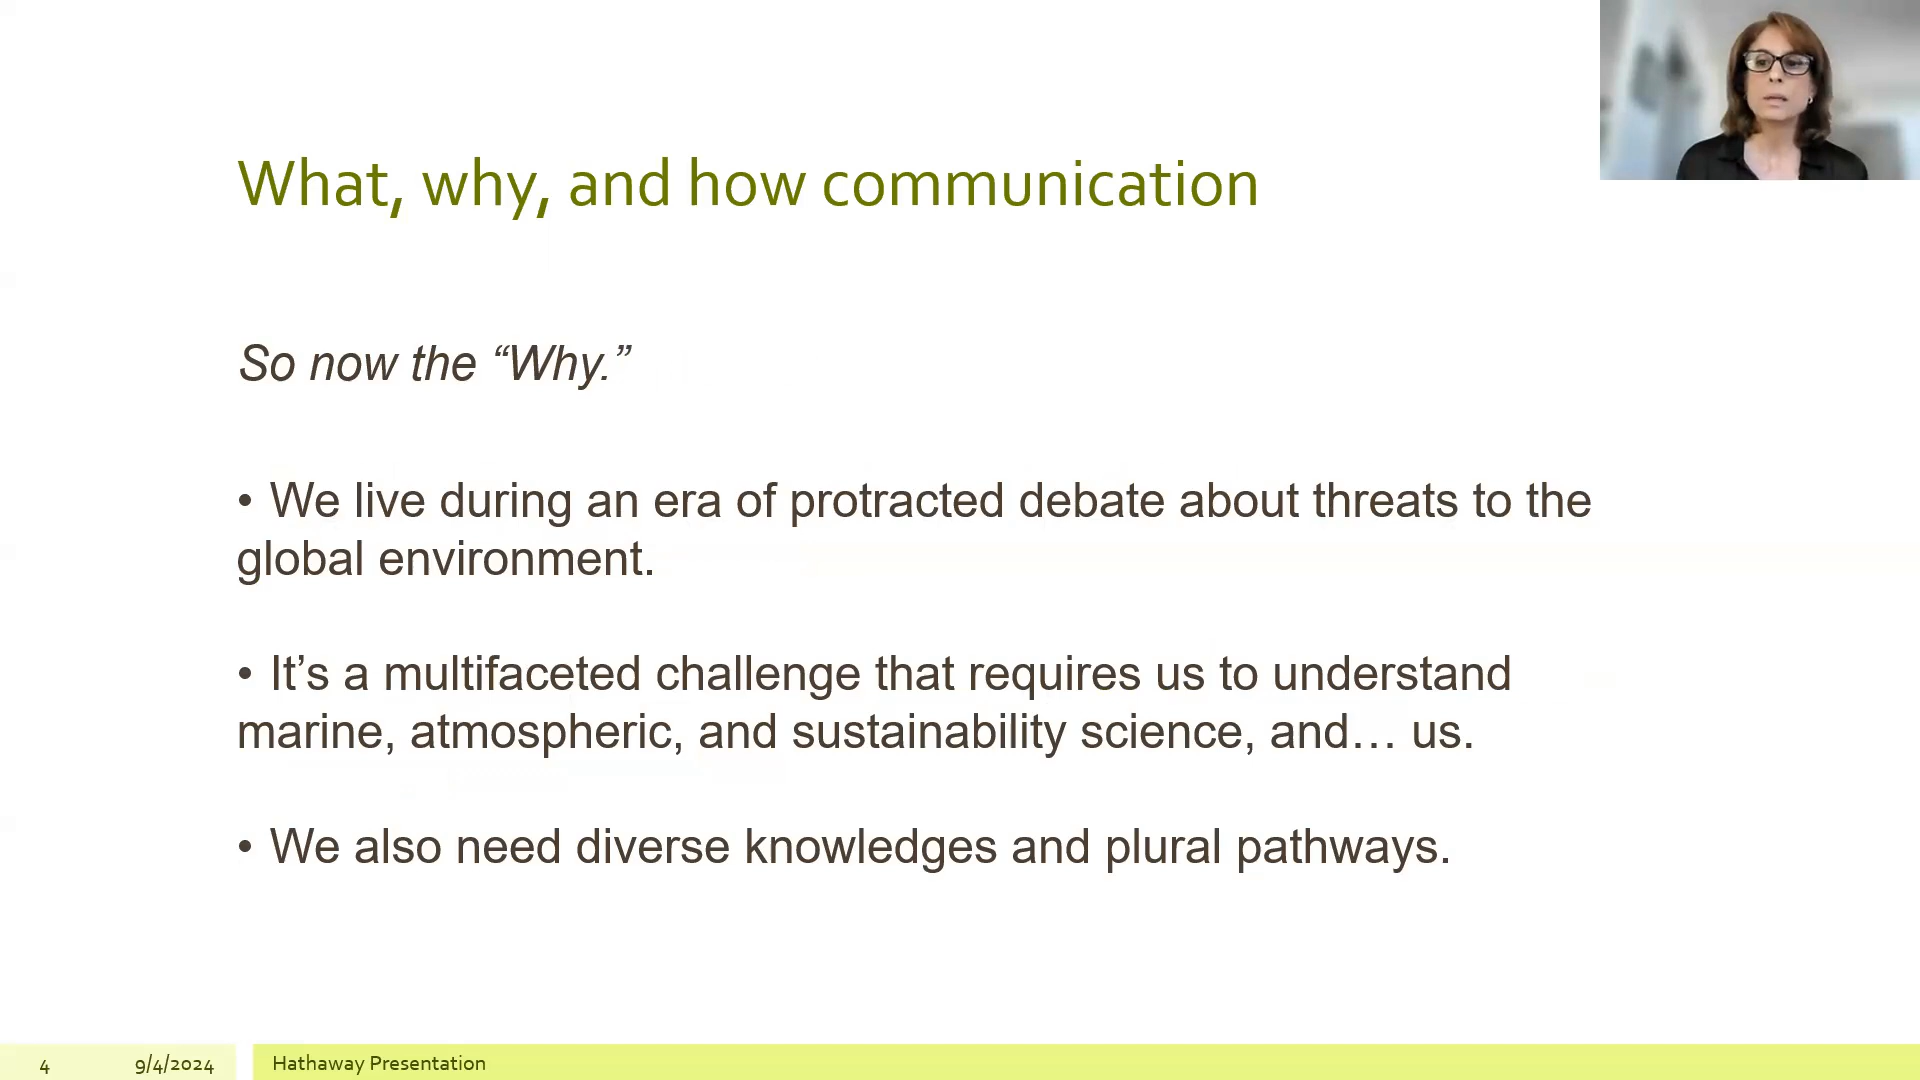 What, why, and how communication
So now the “Why.”
• We live during an era of protracted debate about threats to the
global environment.
• It’s a multifaceted challenge that requires us to understand
marine, atmospheric, and sustainability science, and… us.
• We also need diverse knowledges and plural pathways.
4 9/4/2024 Hathaway Presentation